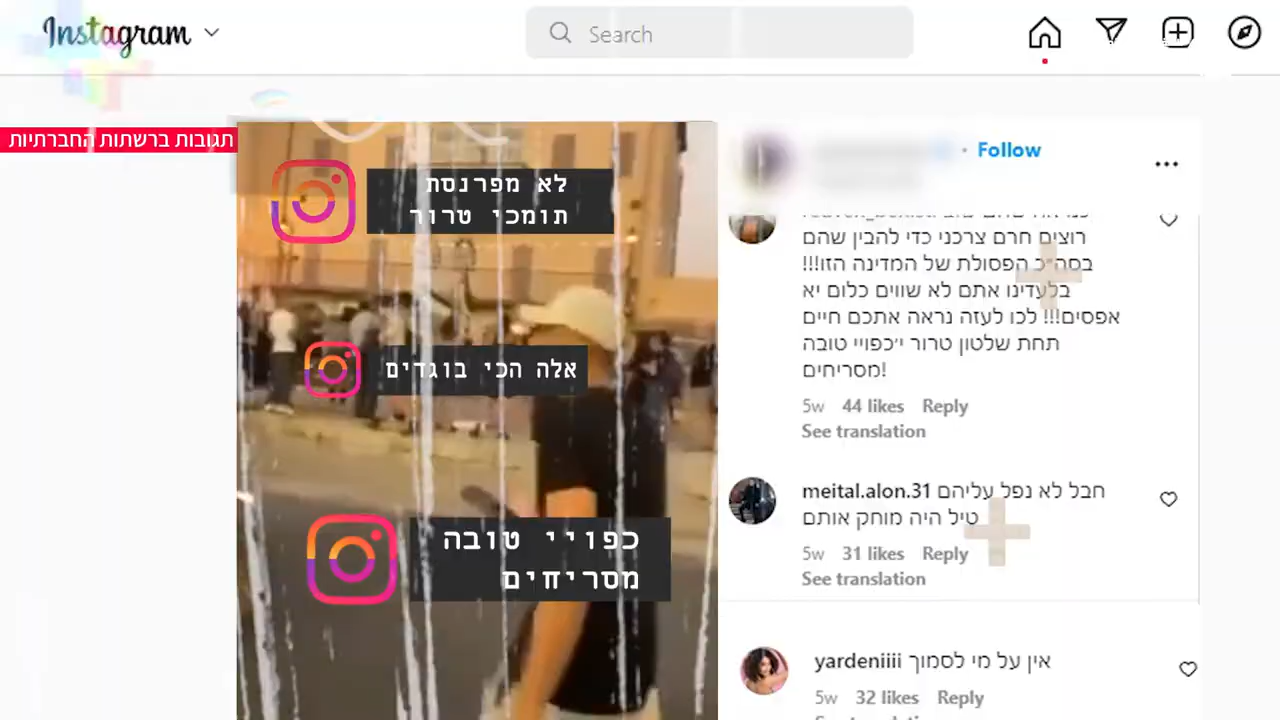 Instagram
Search
תגובות ברשתות החברתיות
לא מפרנסת
תומכי טרור
אלה הכי בוגדים
כפויי טובה
מסריחים
Follow
רוצים חרם צרכני כדי להבין שהם
בסה״כ הפסולת של המדינה הזו!!!
בלעדינו אתם לא שווים כלום יא
אפסים!!! לכו לעזה נראה אתכם חיים
תחת שלטון טרור י׳כפויי טובה
מסריחים!
5w 44 likes Reply
See translation
meital.alon.31 חבל לא נפל עליהם
טיל היה מוחק אותם
5w 31 likes Reply
See translation
yardeniiii אין על מי לסמוך
5w 32 likes Reply